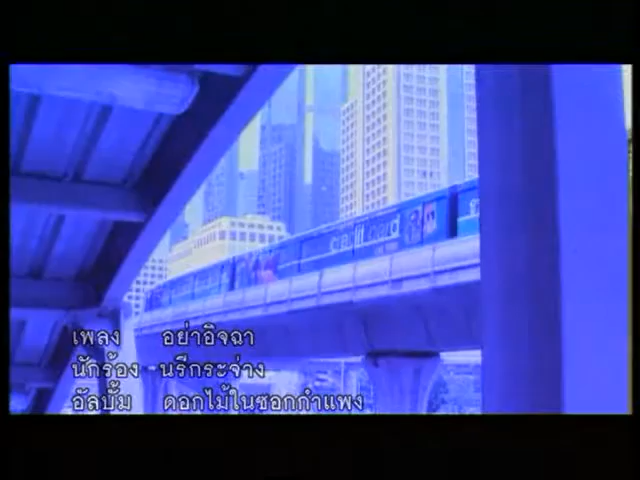 credit card
เพลง อย่าอิจฉา
นักร้อง นรีกระจ่าง
อัลบั้ม ดอกไม้ในซอกกำแพง